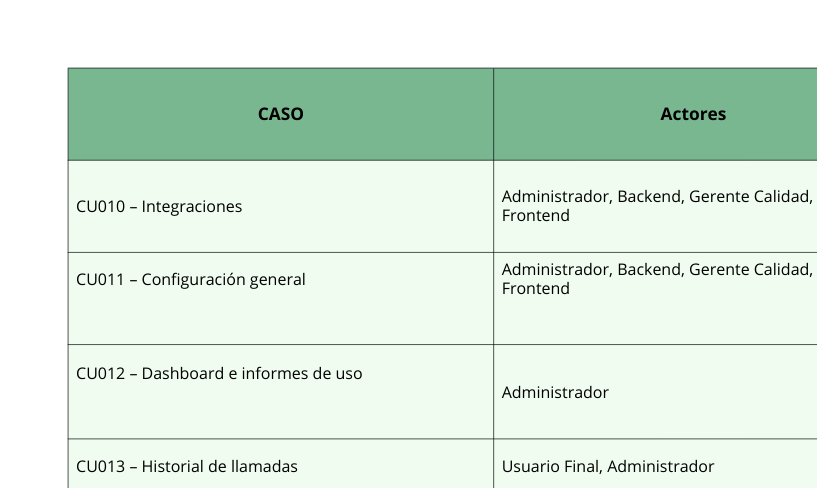 CASO
Actores
CU010 – Integraciones
Administrador, Backend, Gerente Calidad,
Frontend
CU011 – Configuración general
Administrador, Backend, Gerente Calidad,
Frontend
CU012 – Dashboard e informes de uso
Administrador
CU013 – Historial de llamadas
Usuario Final, Administrador